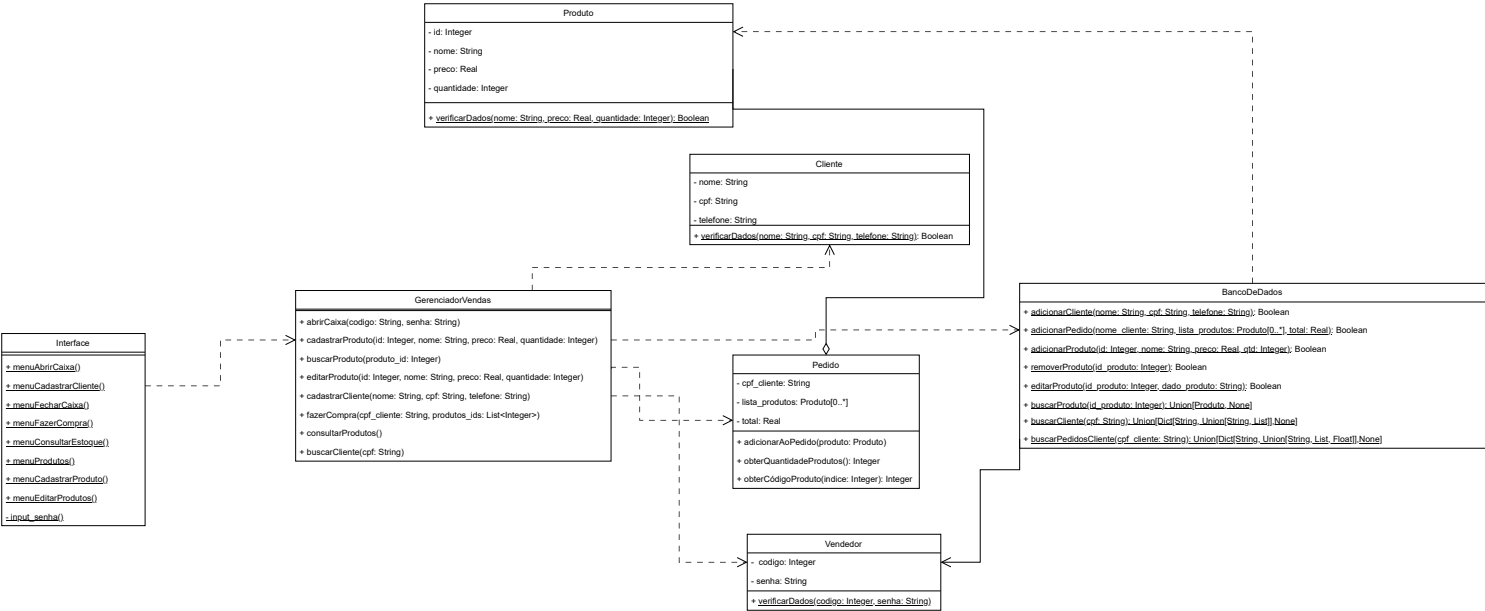 Produto
- id: Integer
- nome: String
- preco: Real
- quantidade: Integer
+ verificarDados(nome: String, preco: Real, quantidade: Integer): Boolean
Cliente
- nome: String
- cpf: String
- telefone: String
+ verificarDados(nome: String, cpf: String, telefone: String): Boolean
GerenciadorVendas
+ abrirCaixa(codigo: String, senha: String)
+ cadastrarProduto(id: Integer, nome: String, preco: Real, quantidade: Integer)
+ buscarProduto(produto_id: Integer)
+ editarProduto(id: Integer, nome: String, preco: Real, quantidade: Integer)
+ cadastrarCliente(nome: String, cpf: String, telefone: String)
+ fazerCompra(cpf_cliente: String, produtos_ids: List<Integer>)
+ consultarProdutos()
+ buscarCliente(cpf: String)
BancoDeDados
+ adicionarCliente(nome: String, cpf: String, telefone: String): Boolean
+ adicionarPedido(nome_cliente: String, lista_produtos: Produto[0..*], total: Real): Boolean
+ adicionarProduto(id: Integer, nome: String, preco: Real, qtd: Integer): Boolean
+ removerProduto(id_produto: Integer): Boolean
+ editarProduto(id_produto: Integer, dado_produto: String): Boolean
+ buscarProduto(id_produto: Integer): Union[Produto, None]
+ buscarCliente(cpf: String): Union[Dict[String, Union[String, List]],None]
+ buscarPedidosCliente(cpf_cliente: String): Union[Dict[String, Union[String, List, Float]],None]
Interface
+ menuAbrirCaixa()
+ menuCadastrarCliente()
+ menuFecharCaixa()
+ menuFazerCompra()
+ menuConsultarEstoque()
+ menuProdutos()
+ menuCadastrarProduto()
+ menuEditarProdutos()
- input_senha()
Pedido
- cpf_cliente: String
- lista_produtos: Produto[0..*]
- total: Real
+ adicionarAoPedido(produto: Produto)
+ obterQuantidadeProdutos(): Integer
+ obterCódigoProduto(indice: Integer): Integer
Vendedor
- codigo: Integer
- senha: String
+ verificarDados(codigo: Integer, senha: String)